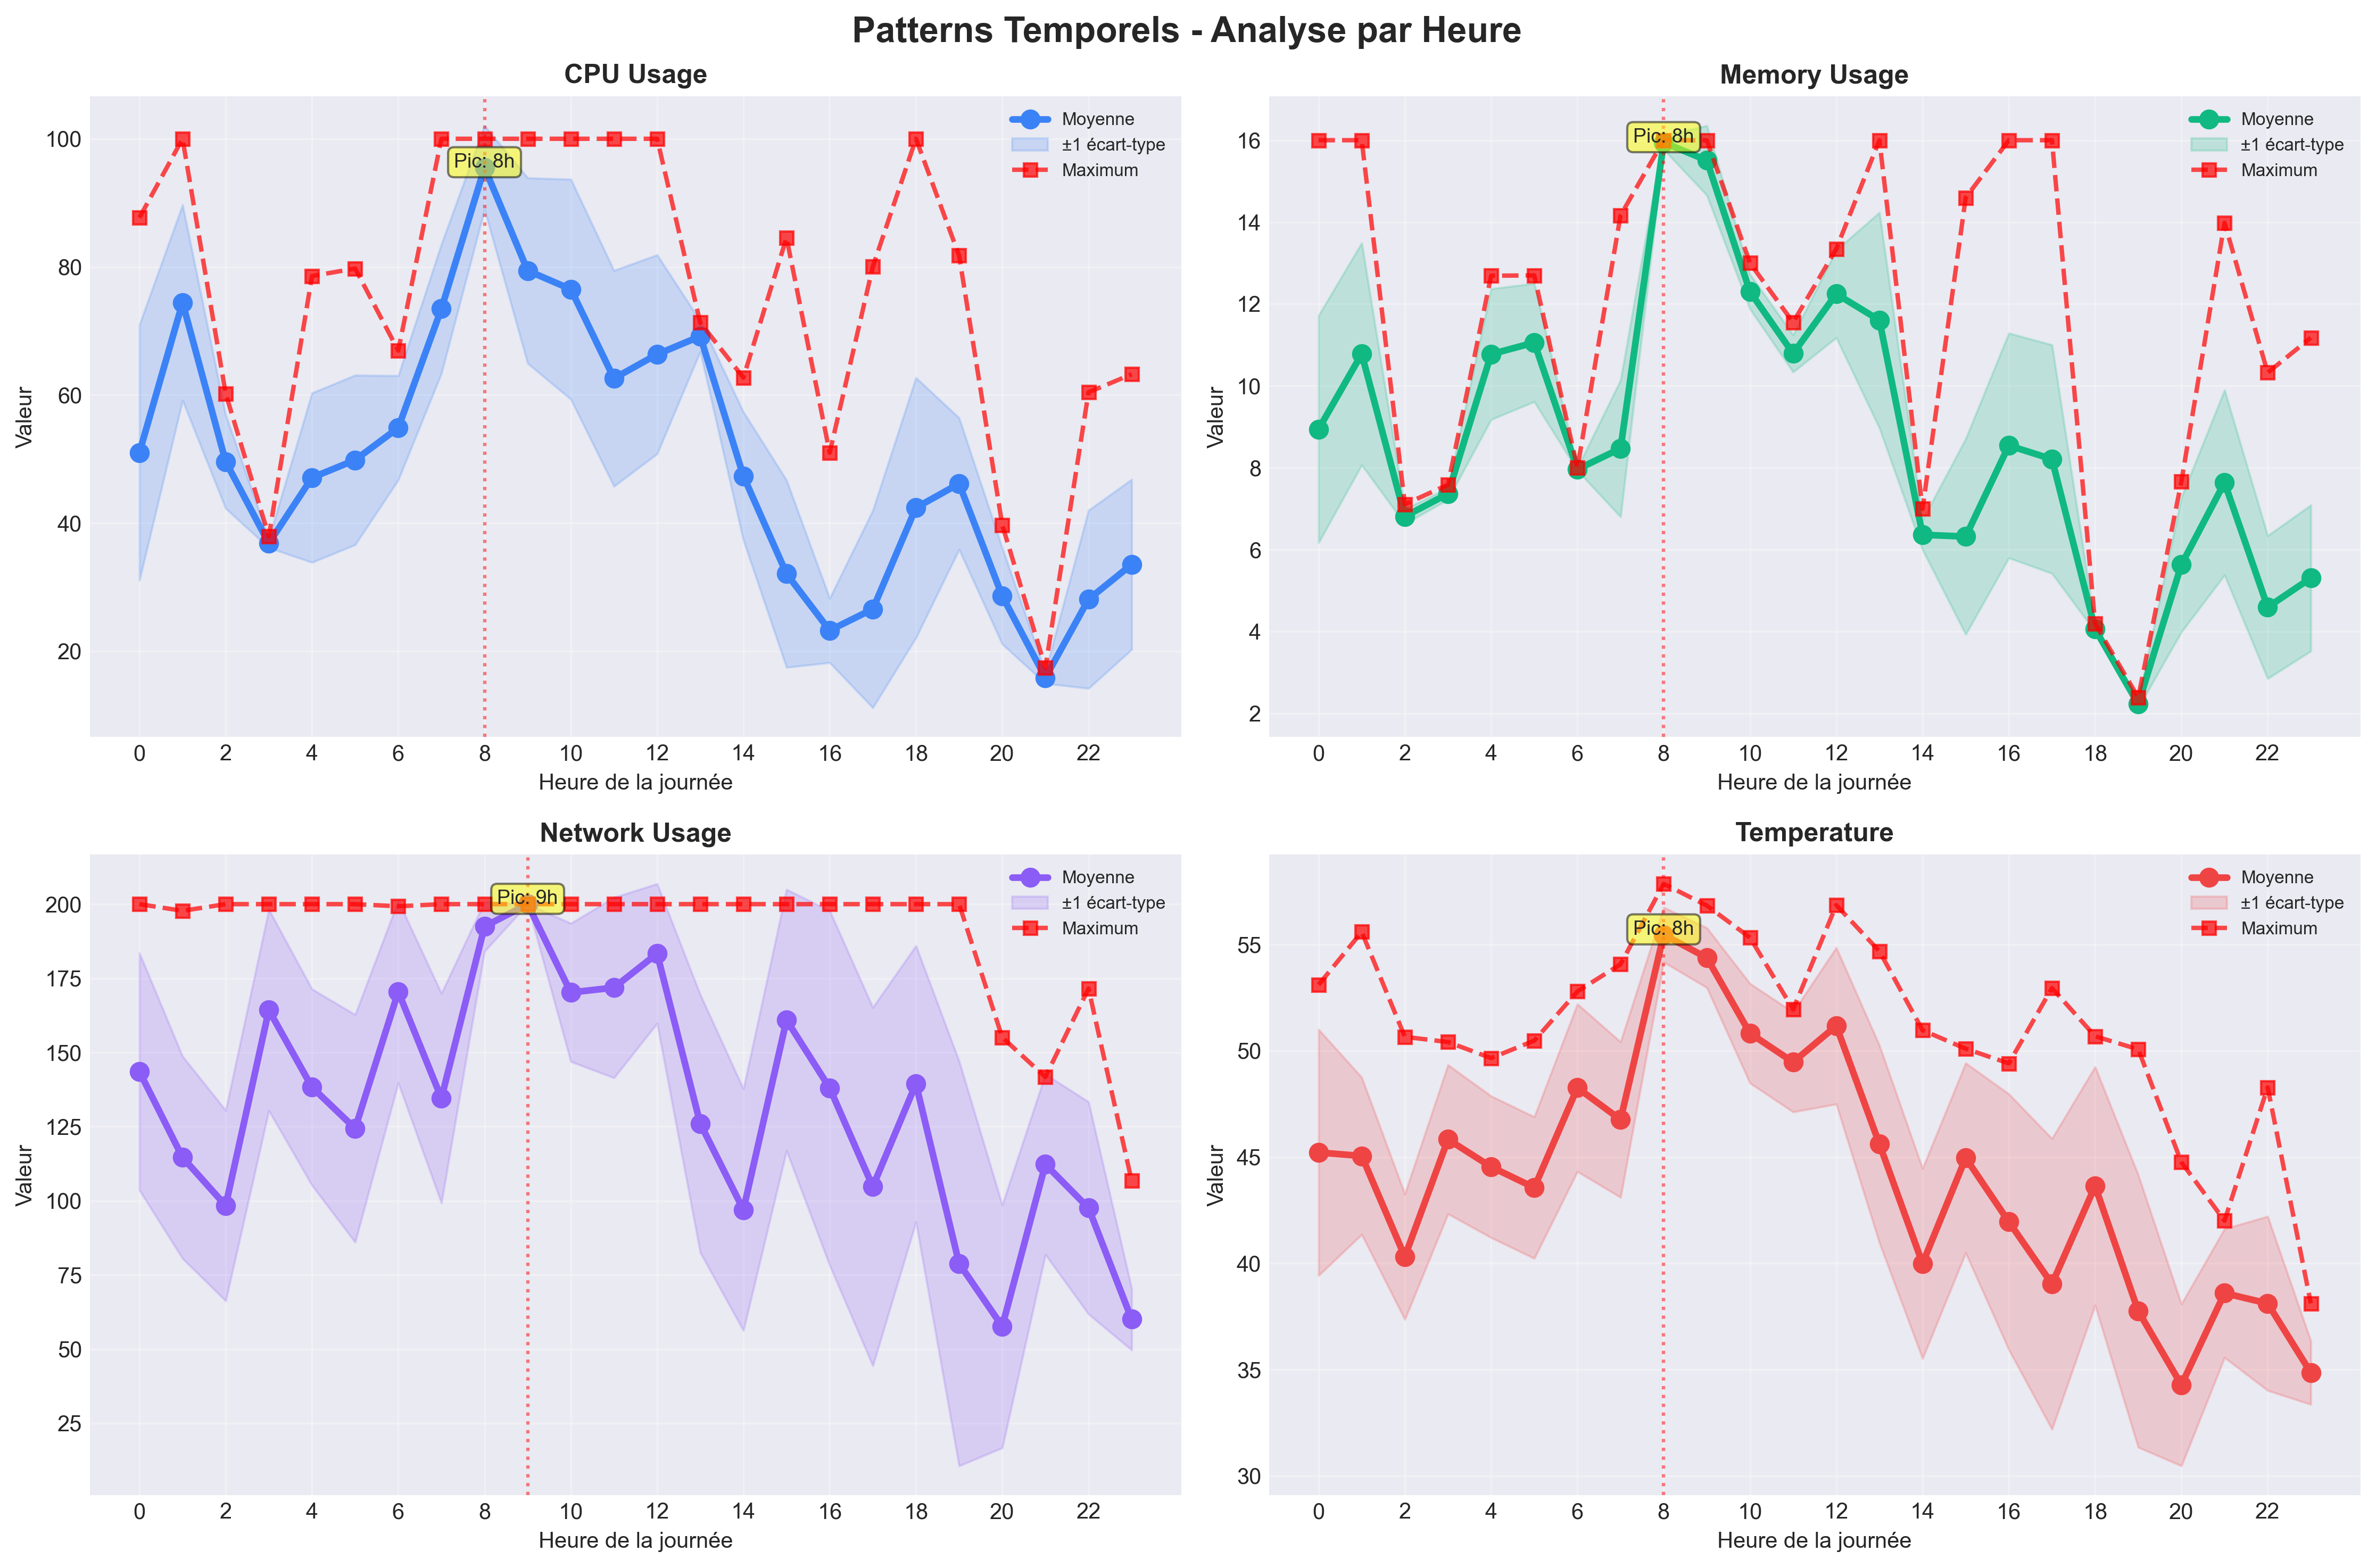 Patterns Temporels - Analyse par Heure
CPU Usage
Valeur
100
80
60
40
20
Pic: 8h
Moyenne
±1 écart-type
Maximum
0 2 4 6 8 10 12 14 16 18 20 22
Heure de la journée
Memory Usage
Valeur
16
14
12
10
8
6
4
2
Pic: 8h
Moyenne
±1 écart-type
Maximum
0 2 4 6 8 10 12 14 16 18 20 22
Heure de la journée
Network Usage
Valeur
200
175
150
125
100
75
50
25
Pic: 9h
Moyenne
±1 écart-type
Maximum
0 2 4 6 8 10 12 14 16 18 20 22
Heure de la journée
Temperature
Valeur
55
50
45
40
35
30
Pic: 8h
Moyenne
±1 écart-type
Maximum
0 2 4 6 8 10 12 14 16 18 20 22
Heure de la journée